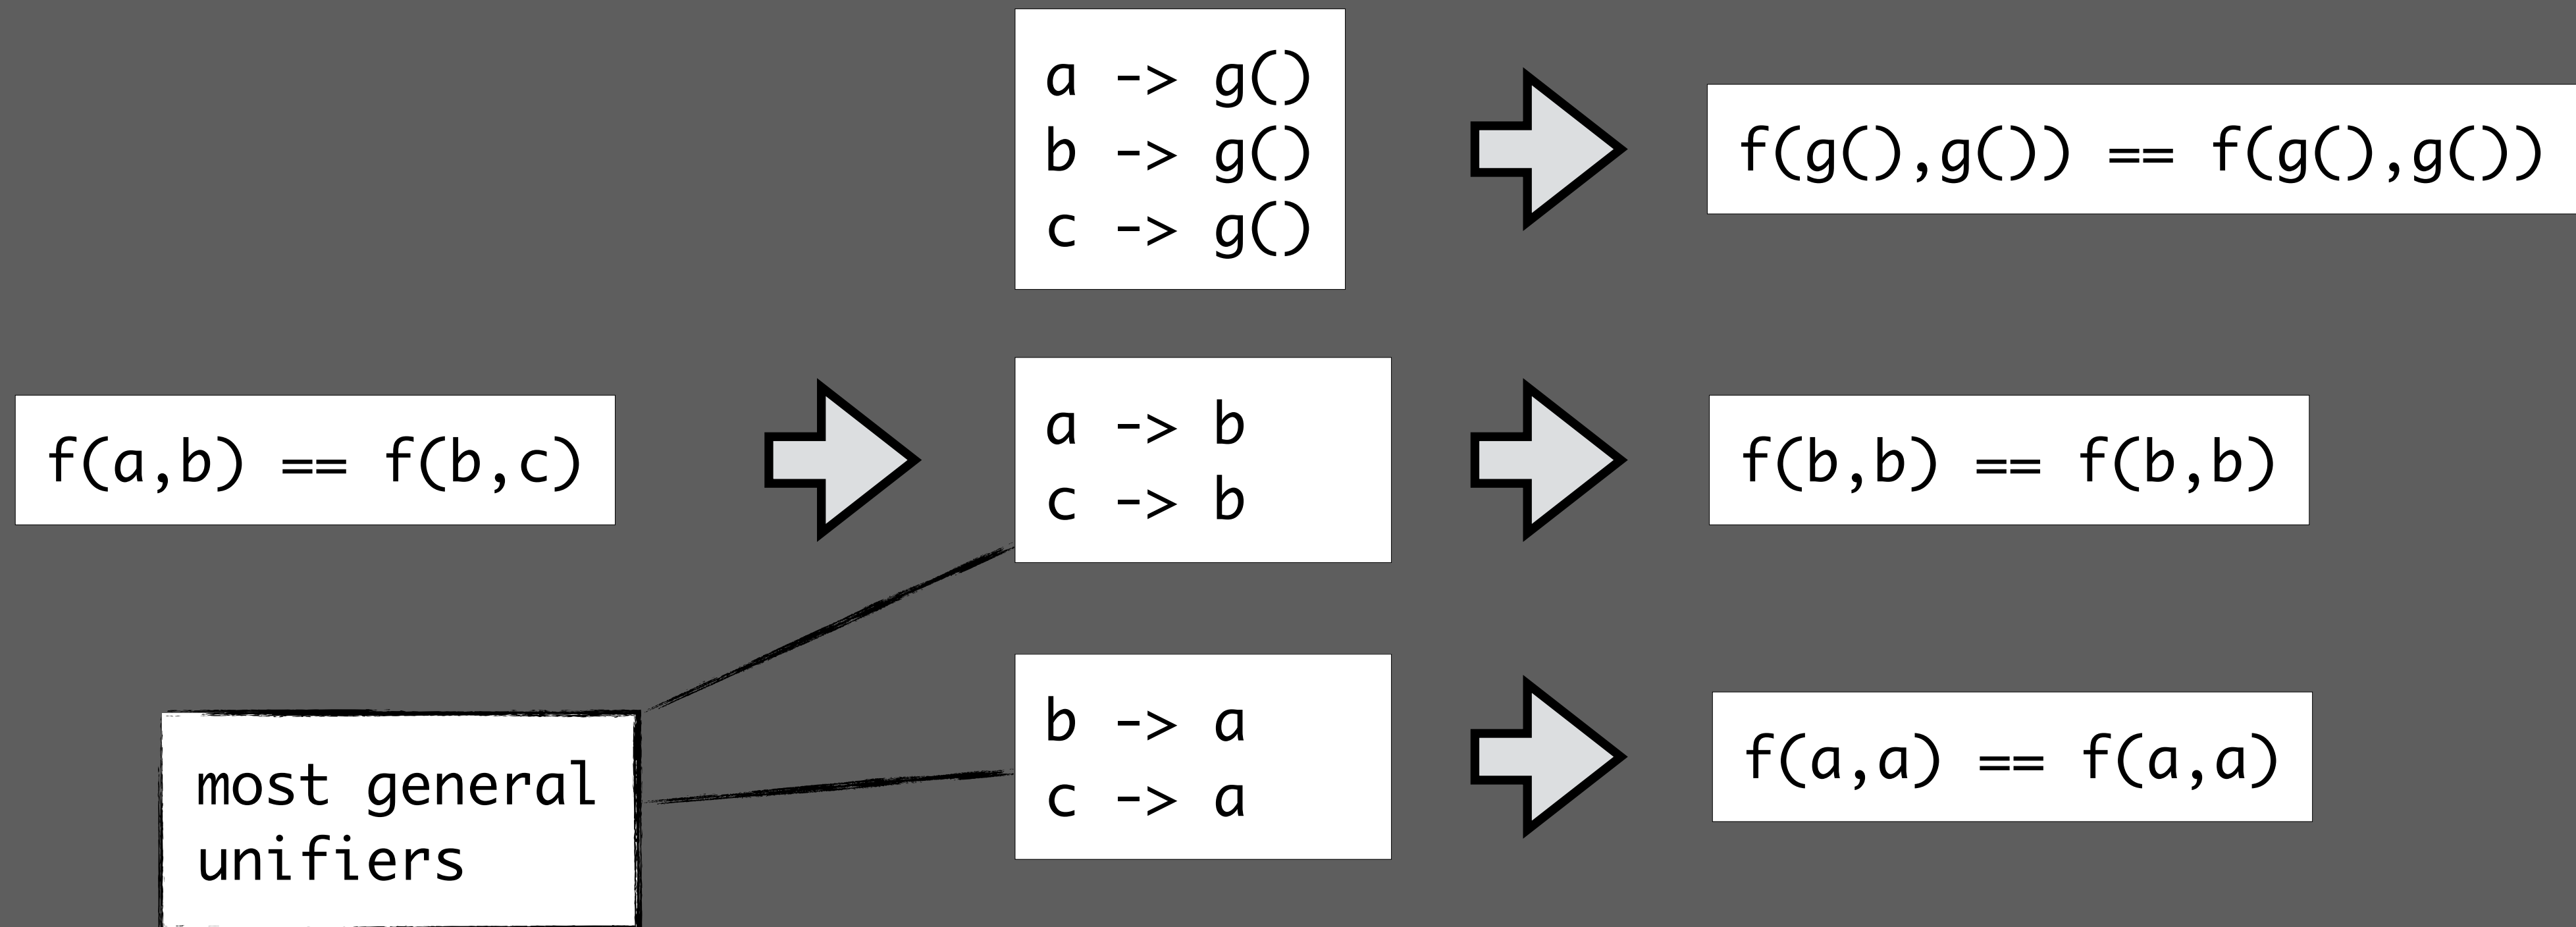 a -> g()
b -> g()
c -> g()
f(g(),g()) == f(g(),g())
f(a,b) == f(b,c)
a -> b
c -> b
f(b,b) == f(b,b)
most general
unifiers
b -> a
c -> a
f(a,a) == f(a,a)